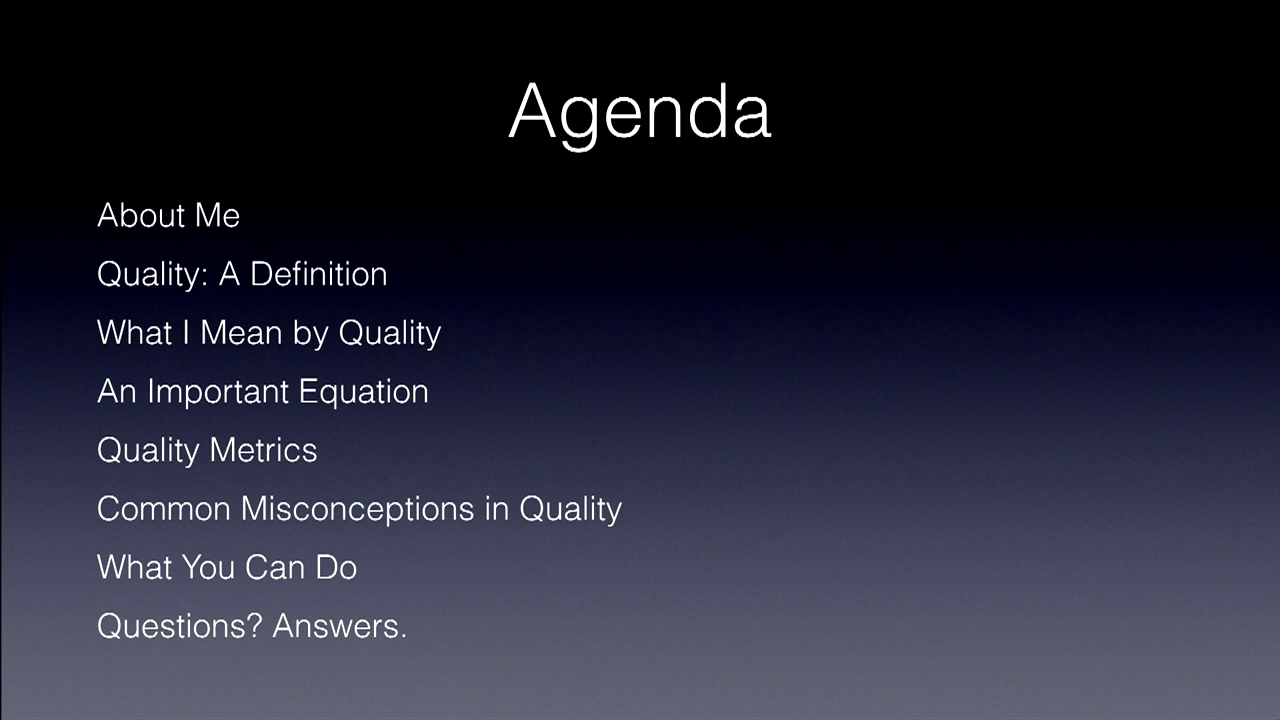 Agenda
About Me
Quality: A Definition
What I Mean by Quality
An Important Equation
Quality Metrics
Common Misconceptions in Quality
What You Can Do
Questions? Answers.